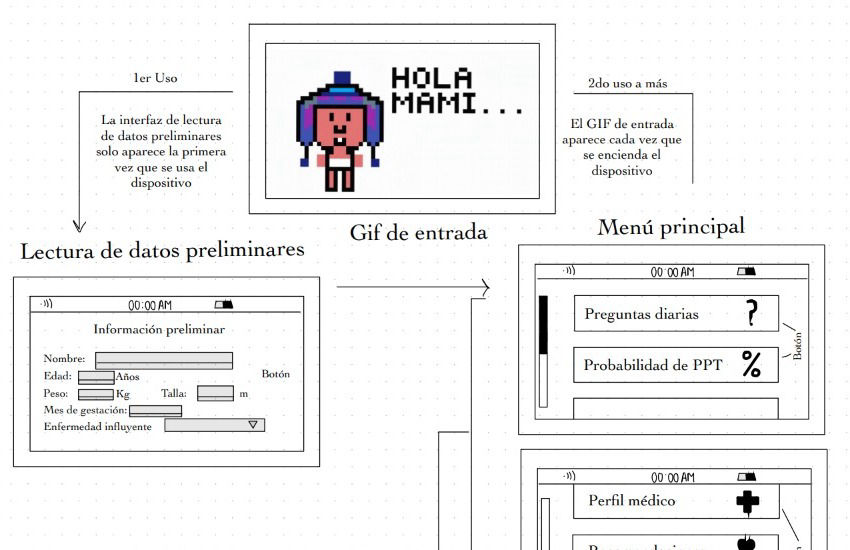 HOLA
MAMI...
1er Uso
La interfaz de lectura
de datos preliminares
solo aparece la primera
vez que se usa el
dispositivo
2do uso a más
El GIF de entrada
aparece cada vez que
se encienda el
dispositivo
Gif de entrada
Lectura de datos preliminares
00:00 AM
Información preliminar
Nombre:
Edad: Años
Botón
Peso: Kg Talla: m
Mes de gestación:
Enfermedad influyente
Menú principal
00:00 AM
Preguntas diarias ?
Probabilidad de PPT %
Botón
00:00 AM
Perfil médico